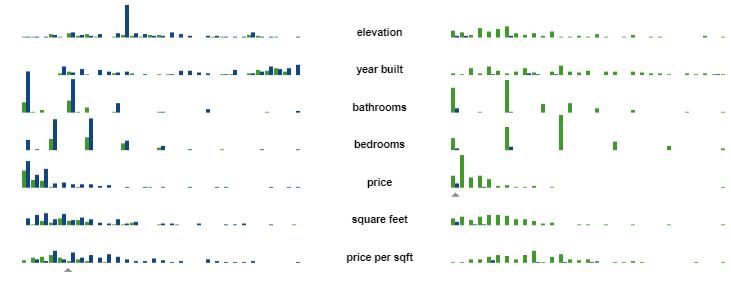 elevation
year built
bathrooms
bedrooms
price
square feet
price per sqft